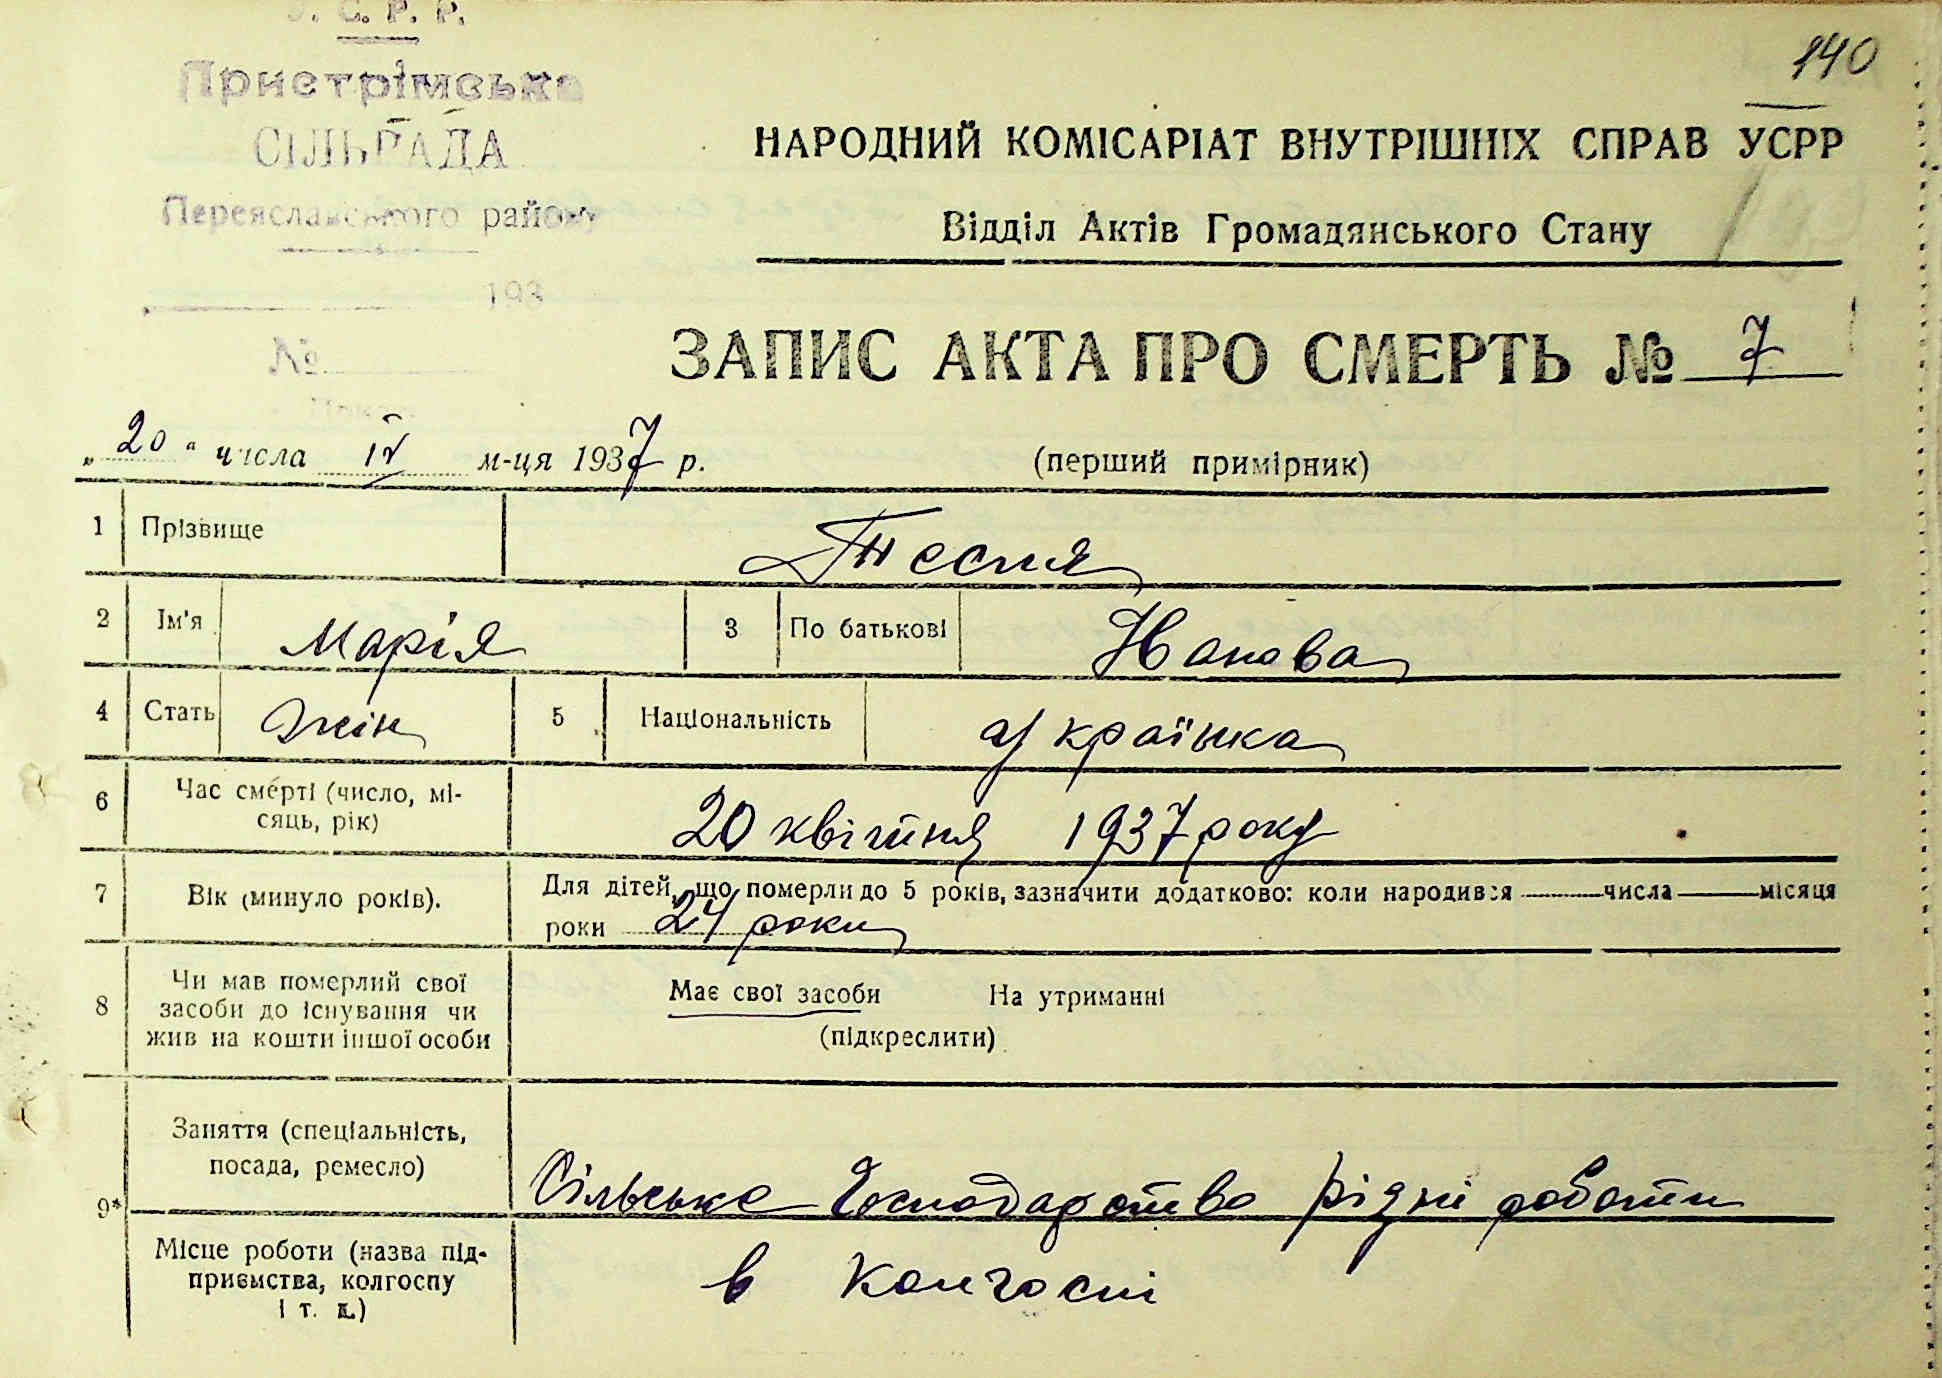 У. С. Р. Р.
Пристрімська
СІЛЬРАДА
Переяславського району
193
№
140
НАРОДНИЙ КОМІСАРІАТ ВНУТРІШНІХ СПРАВ УСРР
Відділ Актів Громадянського Стану
ЗАПИС АКТА ПРО СМЕРТЬ № 7
„20“ числа IV м-ця 1937 р. (перший примірник)
1 Прізвище Тесля
2 Ім'я Марія 3 По батькові
4 Стать Жін 5 Національність українка
6 Час смерті (число, мі-
сяць, рік) 20 квітня 1937 року
7 Вік (минуло років). Для дітей, що померли до 5 років, зазначити додатково: коли народився числа місяця
роки 24 роки
8 Чи мав померлий свої
засоби до існування чи
жив на кошти іншої особи
Має свої засоби На утриманні
(підкреслити)
9* Заняття (спеціальність,
посада, ремесло)
Сільське Господарство різні роботи
Місце роботи (назва під-
приємства, колгоспу
і т. д.)
в колгоспі